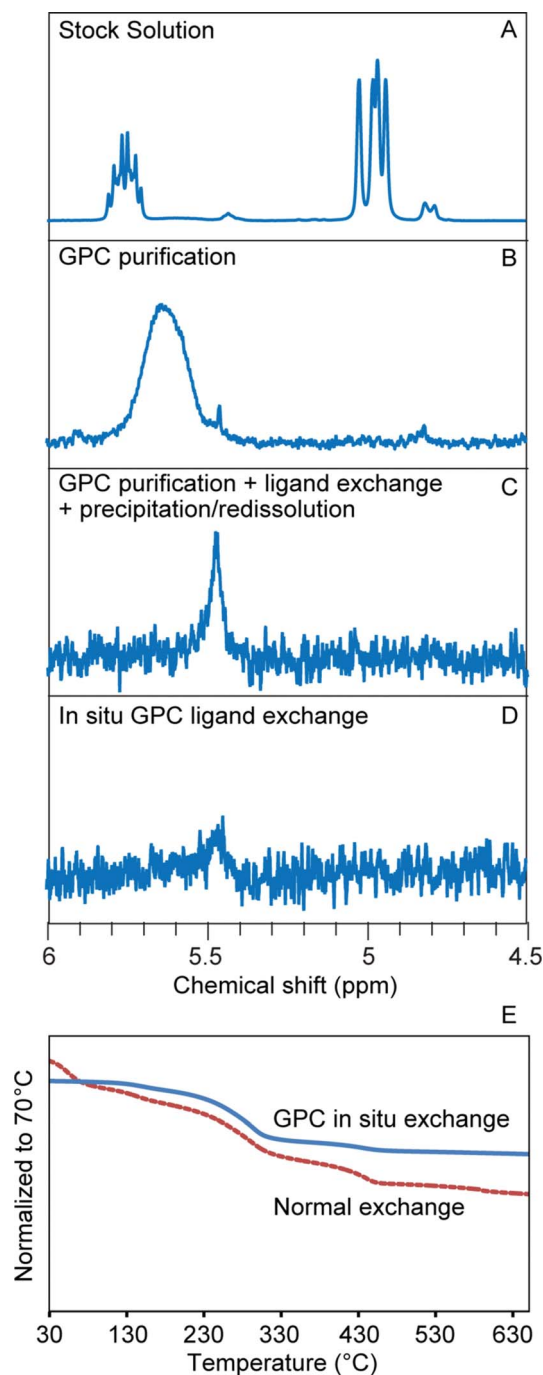 Stock Solution A
GPC purification B
GPC purification + ligand exchange C
+ precipitation/redissolution
In situ GPC ligand exchange D
6 5.5 5 4.5
Chemical shift (ppm)
E
Normalized to 70°C
GPC in situ exchange
Normal exchange
30 130 230 330 430 530 630
Temperature (°C)